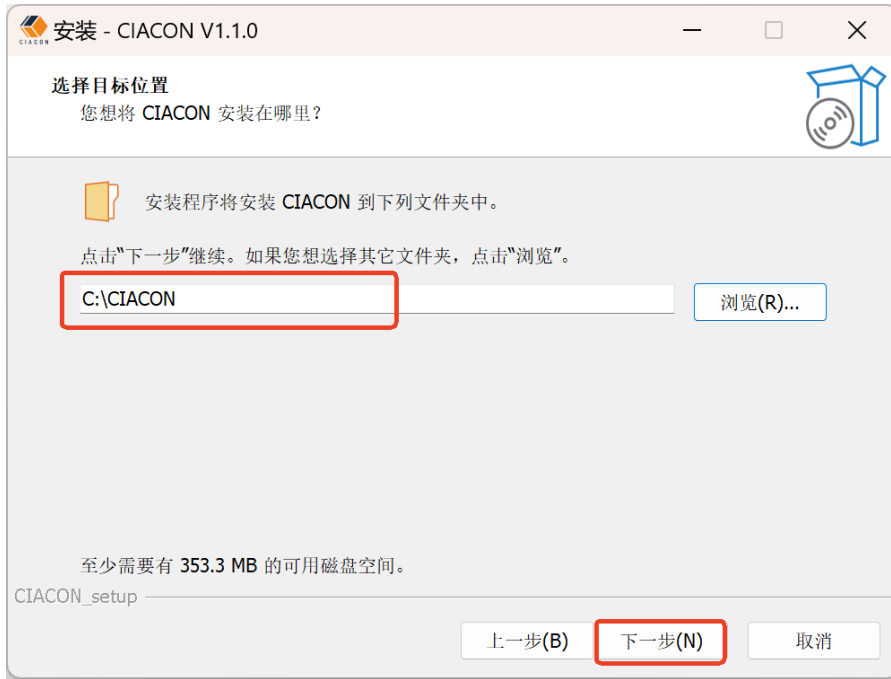 CIACON
安装 - CIACON V1.1.0
选择目标位置
您想将 CIACON 安装在哪里？
安装程序将安装 CIACON 到下列文件夹中。
点击“下一步”继续。如果您想选择其它文件夹，点击“浏览”。
C:\CIACON
浏览(R)...
至少需要有 353.3 MB 的可用磁盘空间。
CIACON_setup
上一步(B)
下一步(N)
取消